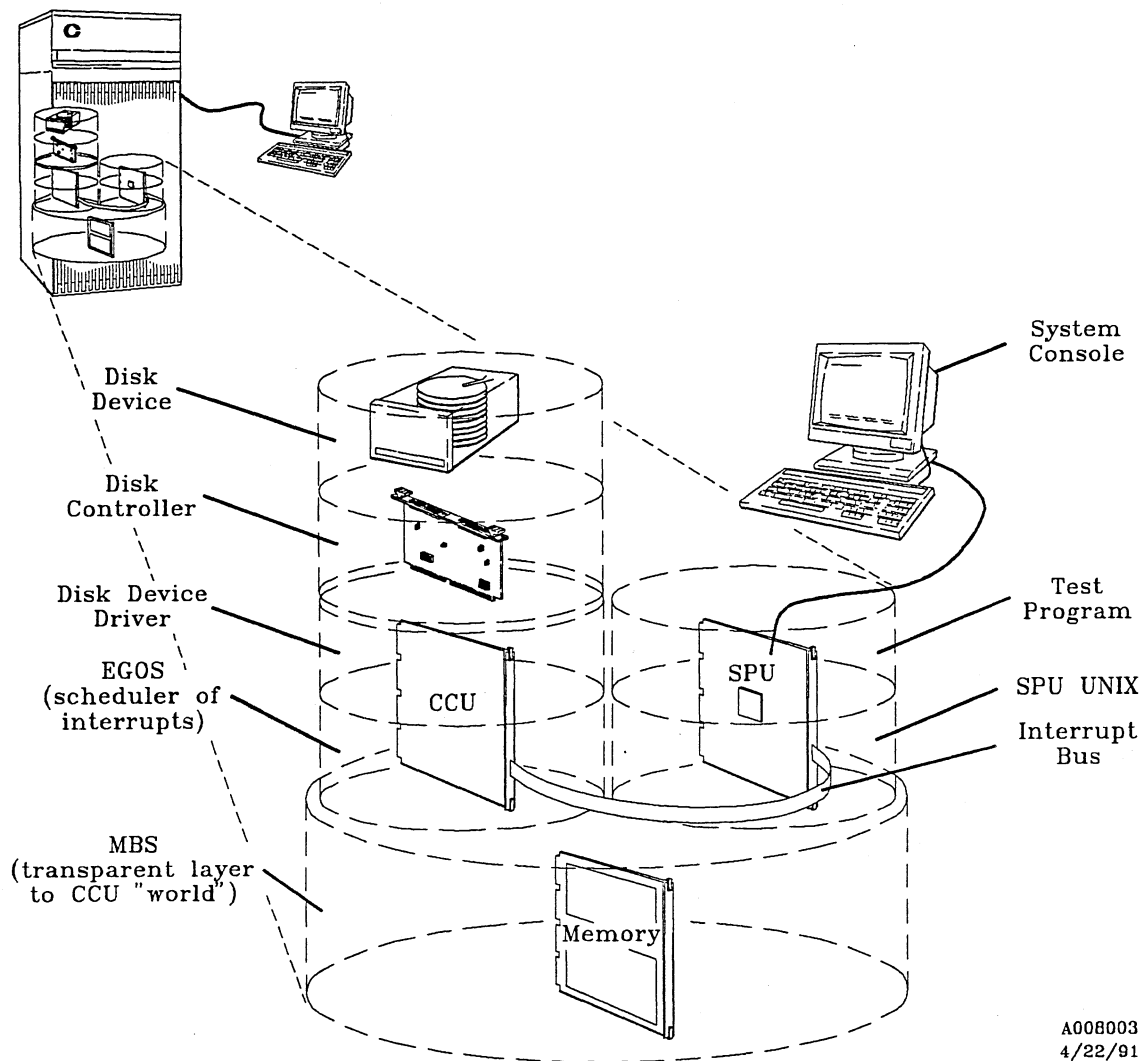 C
System
Console
Disk
Device
Disk
Controller
Disk Device
Driver
Test
Program
EGOS
(scheduler of
interrupts)
CCU
SPU
SPU UNIX
Interrupt
Bus
MBS
(transparent layer
to CCU "world")
Memory
A008003
4/22/91